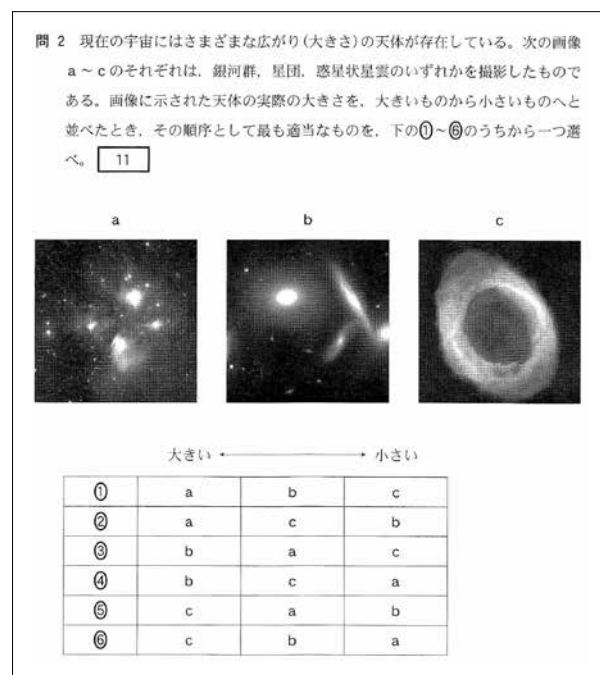 問 2 現在の宇宙にはさまざまな広がり(大きさ)の天体が存在している。次の画像
a～cのそれぞれは，銀河群，星団，惑星状星雲のいずれかを撮影したもので
ある。画像に示された天体の実際の大きさを，大きいものから小さいものへと
並べたとき，その順序として最も適当なものを，下の①～⑥のうちから一つ選
べ。 11
a b c
大きい ←→ 小さい
① a b c
② a c b
③ b a c
④ b c a
⑤ c a b
⑥ c b a